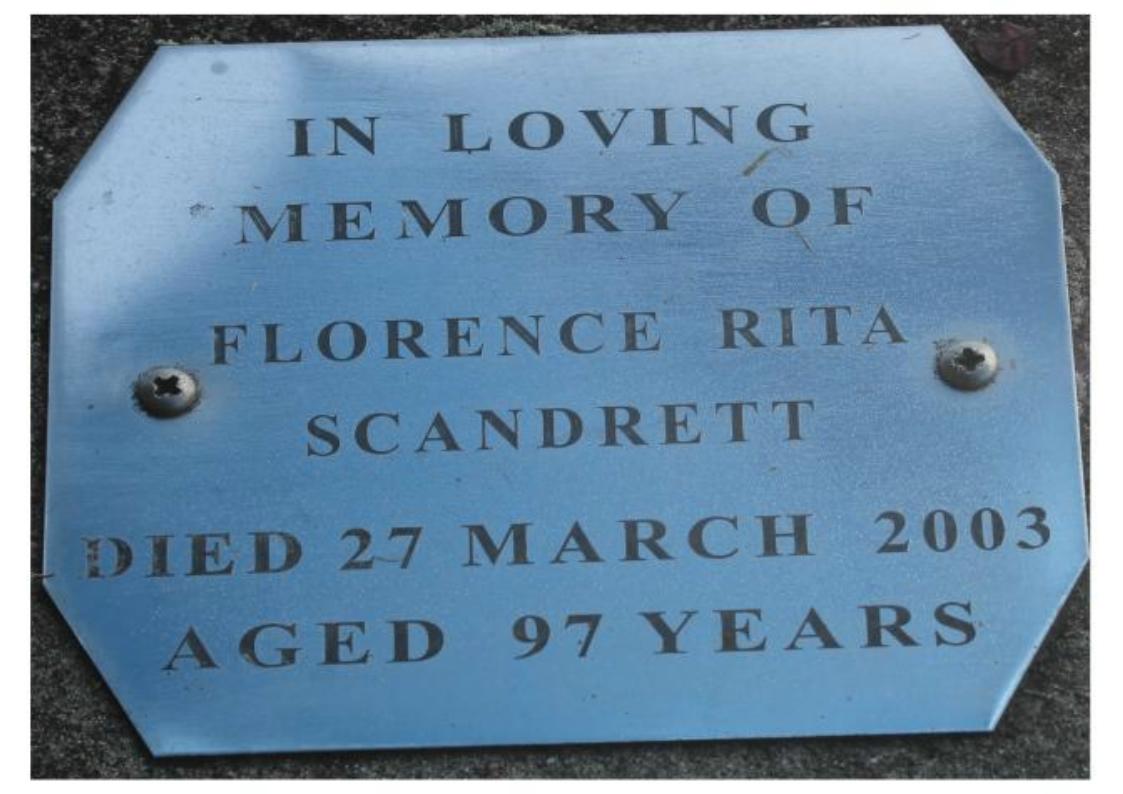 IN LOVING
MEMORY OF
FLORENCE RITA
SCANDRETT
DIED 27 MARCH 2003
AGED 97 YEARS